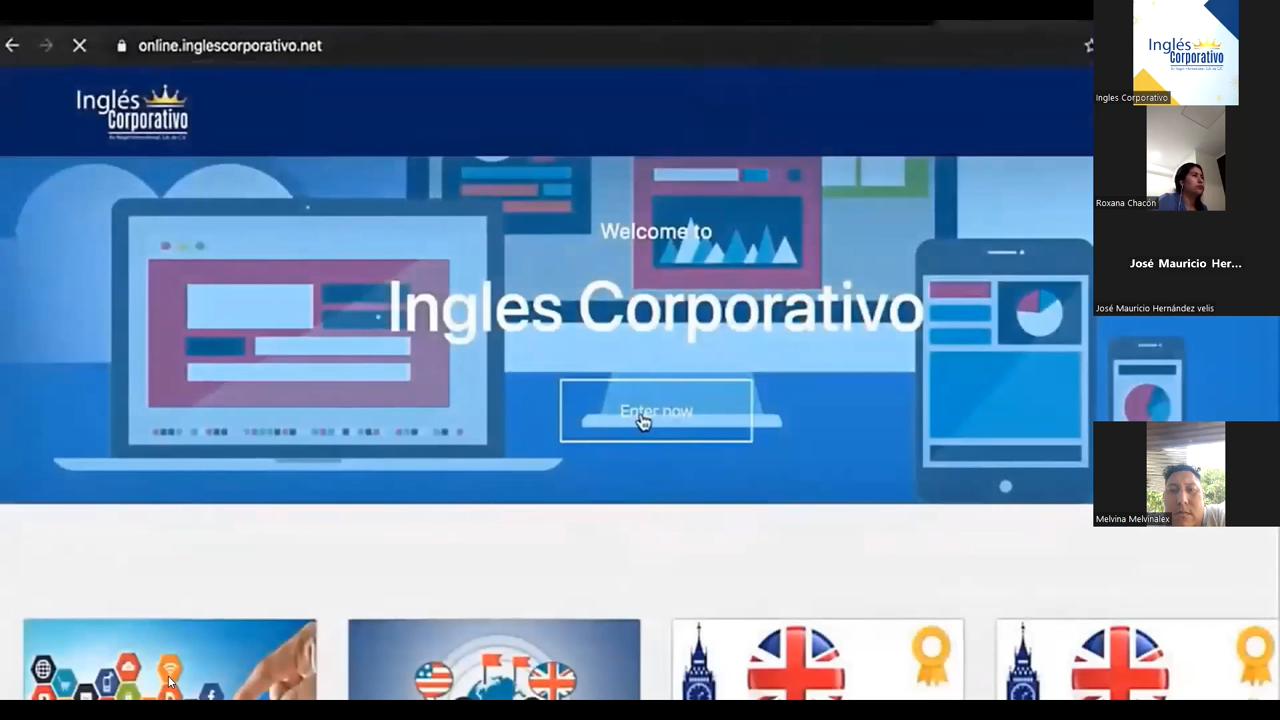 online.inglescorporativo.net
Inglés
Corporativo
Welcome to
Ingles Corporativo
Enter now
Inglés
Corporativo
Ingles Corporativo
Roxana Chacón
José Mauricio Her...
José Mauricio Hernández velis
Melvina Melvinalex